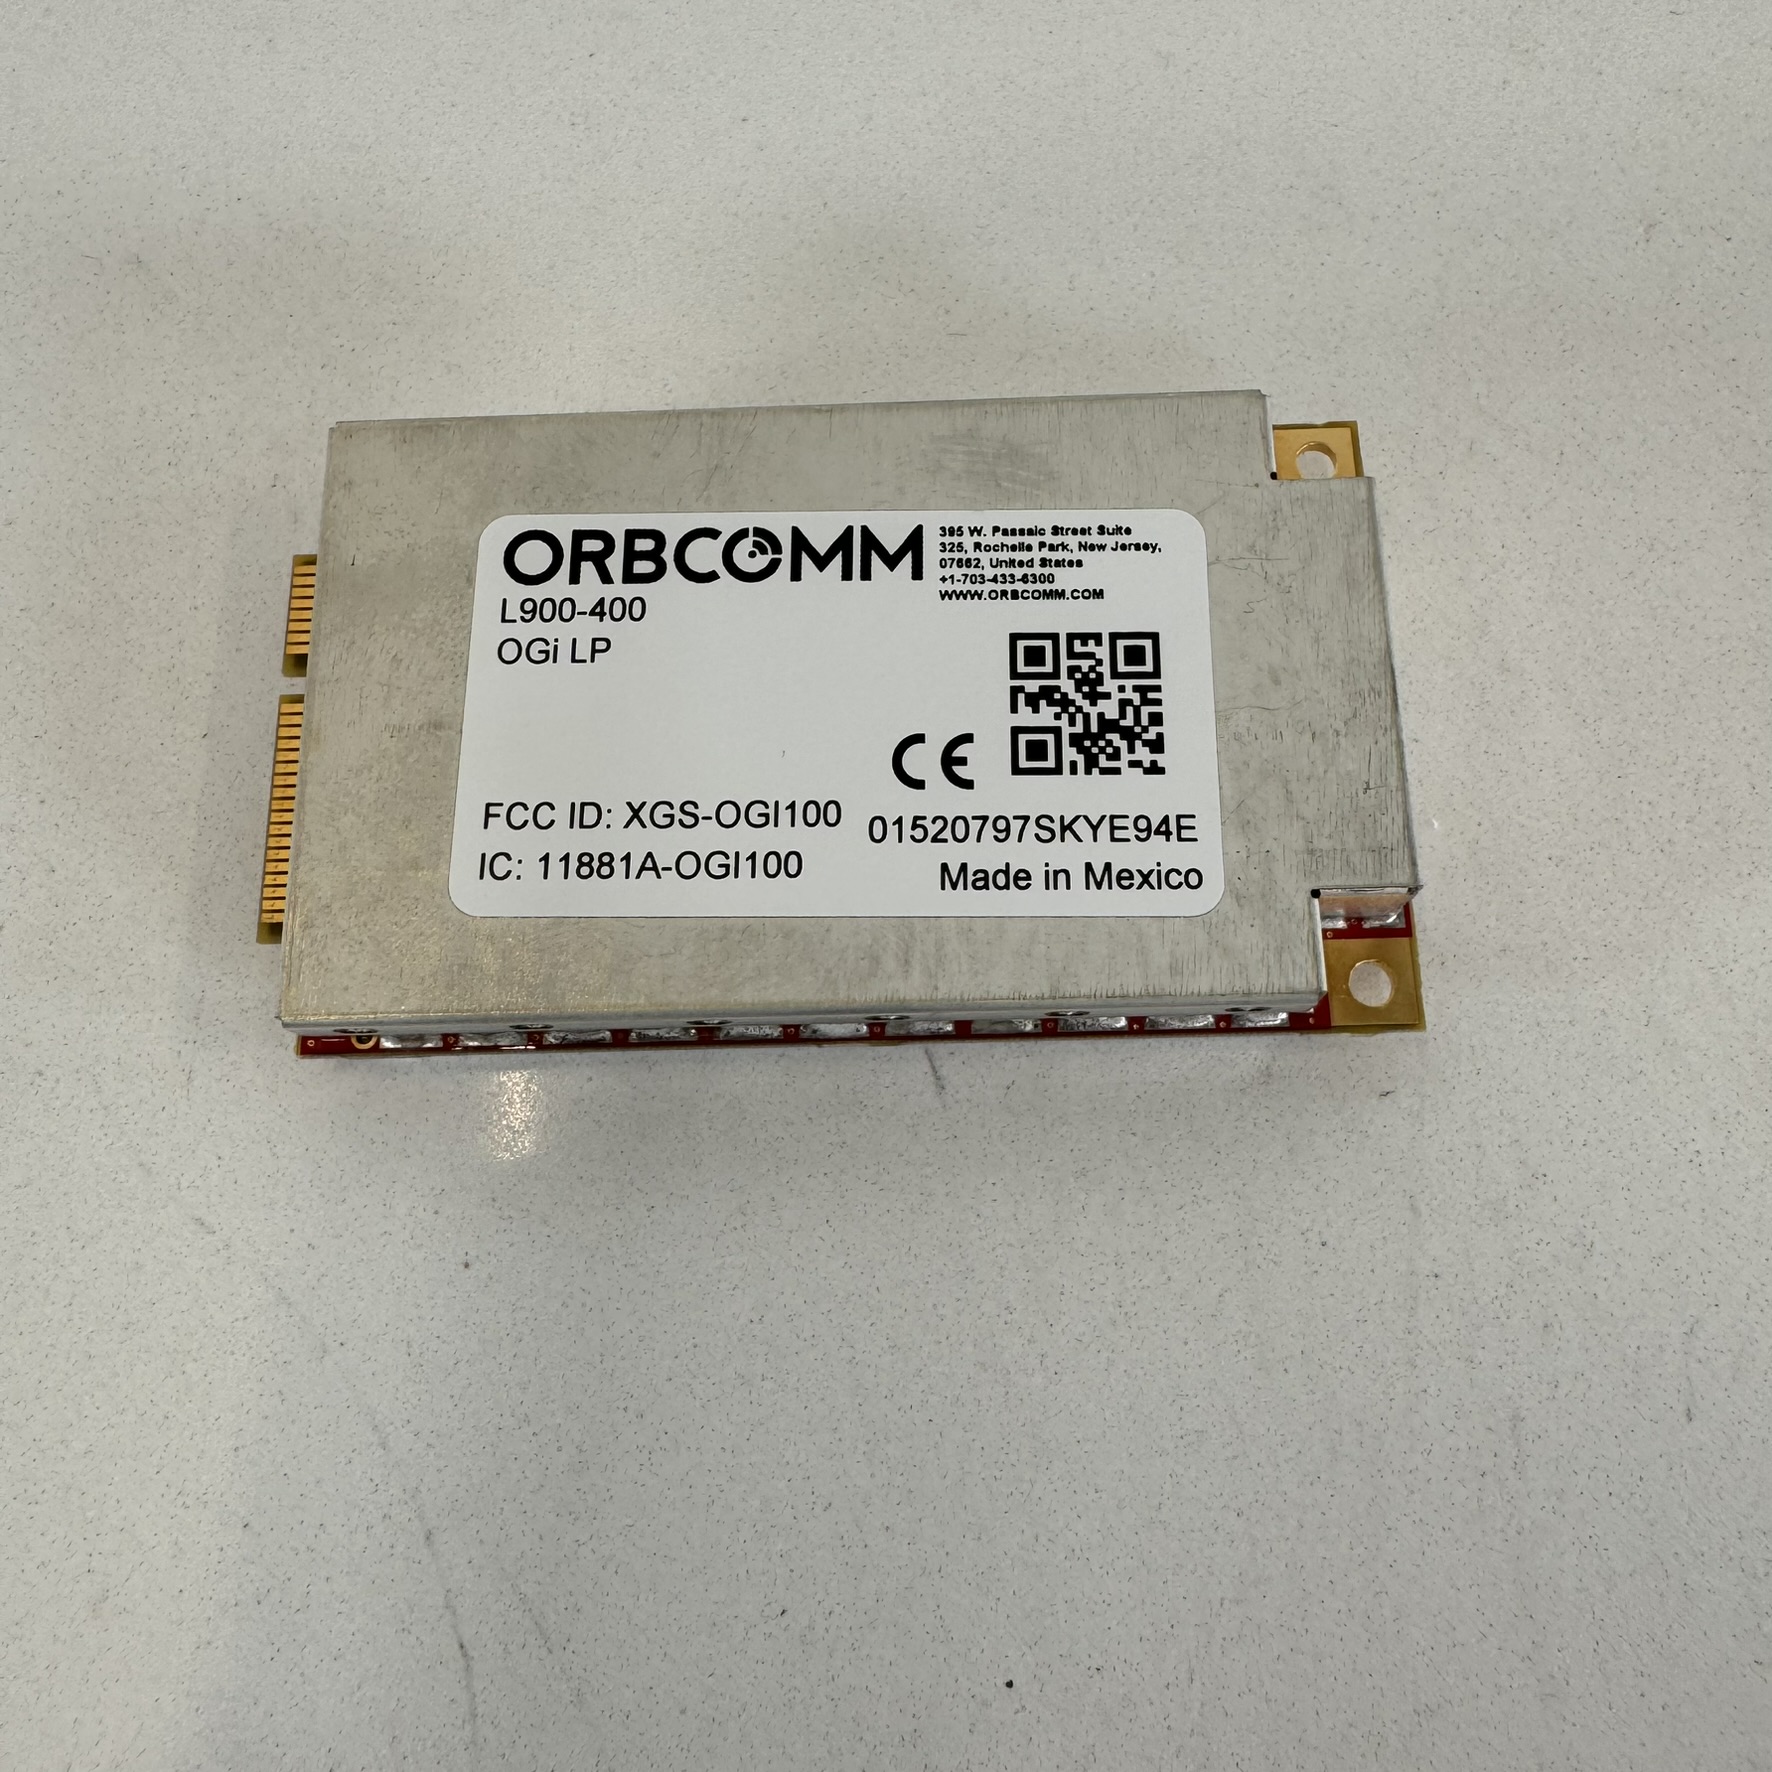 ORBCOMM
395 W. Passaic Street Suite
325, Rochelle Park, New Jersey,
07662, United States
+1-703-433-6300
WWW.ORBCOMM.COM
L900-400
OGi LP
CE
FCC ID: XGS-OGI100
01520797SKYE94E
IC: 11881A-OGI100
Made in Mexico